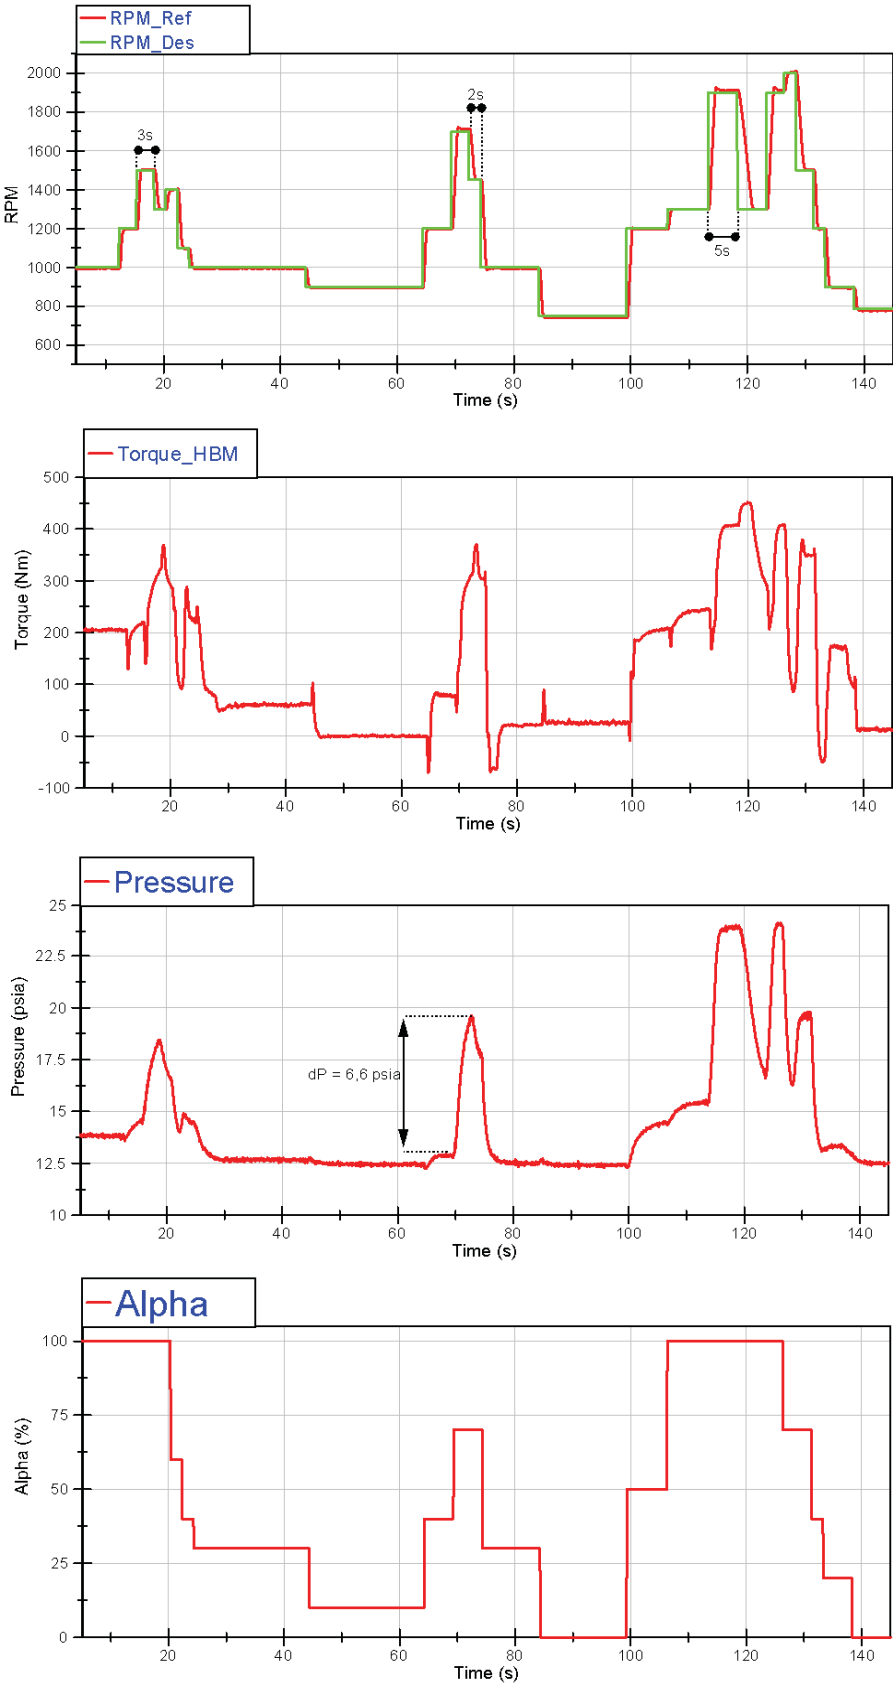 RPM_Ref
RPM_Des
2000
1800
1600
1400
1200
1000
800
600
RPM
3s
2s
5s
20 40 60 80 100 120 140
Time (s)
Torque_HBM
500
400
300
200
100
0
-100
Torque (Nm)
20 40 60 80 100 120 140
Time (s)
Pressure
25
22.5
20
17.5
15
12.5
10
Pressure (psia)
dP = 6,6 psia
20 40 60 80 100 120 140
Time (s)
Alpha
100
75
50
25
0
Alpha (%)
20 40 60 80 100 120 140
Time (s)